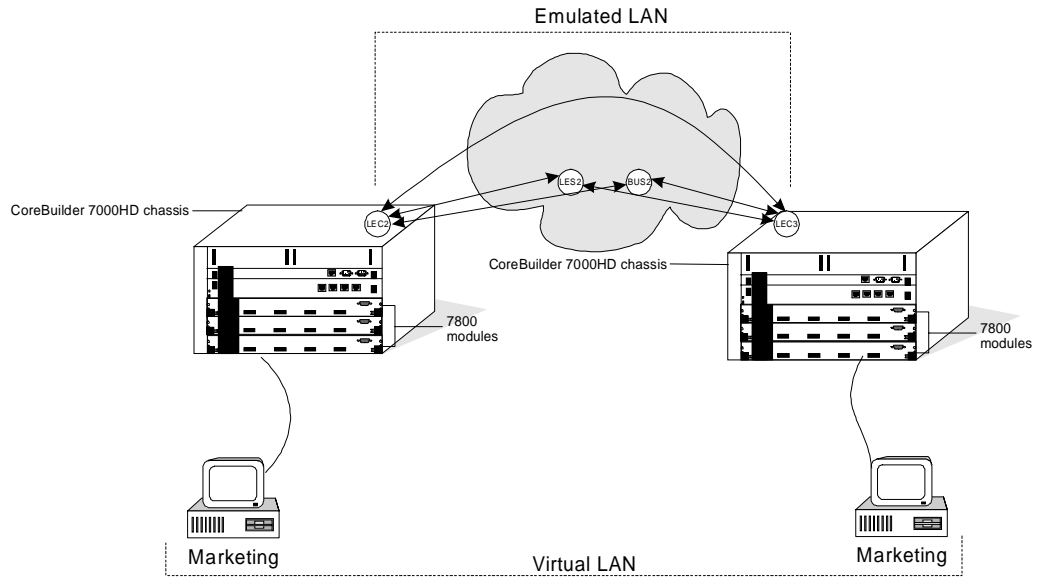 Emulated LAN
LES2
BUS2
CoreBuilder 7000HD chassis
LEC2
LEC3
CoreBuilder 7000HD chassis
7800
modules
7800
modules
Marketing
Marketing
Virtual LAN